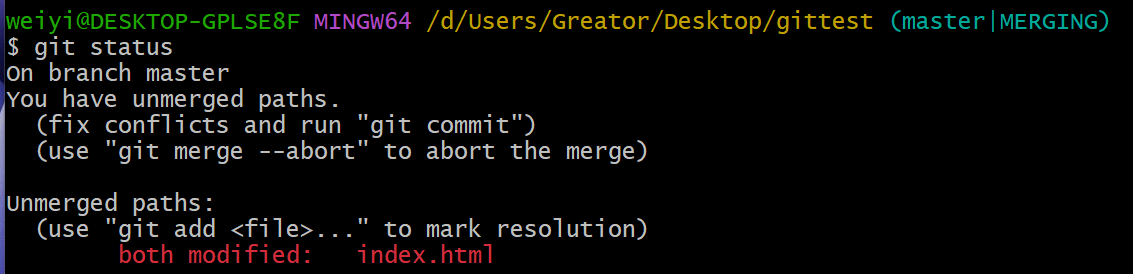 weiyi@DESKTOP-GPLSE8F MINGW64 /d/Users/Greator/Desktop/gittest (master|MERGING)
$ git status
On branch master
You have unmerged paths.
  (fix conflicts and run "git commit")
  (use "git merge --abort" to abort the merge)

Unmerged paths:
  (use "git add <file>..." to mark resolution)
        both modified:   index.html